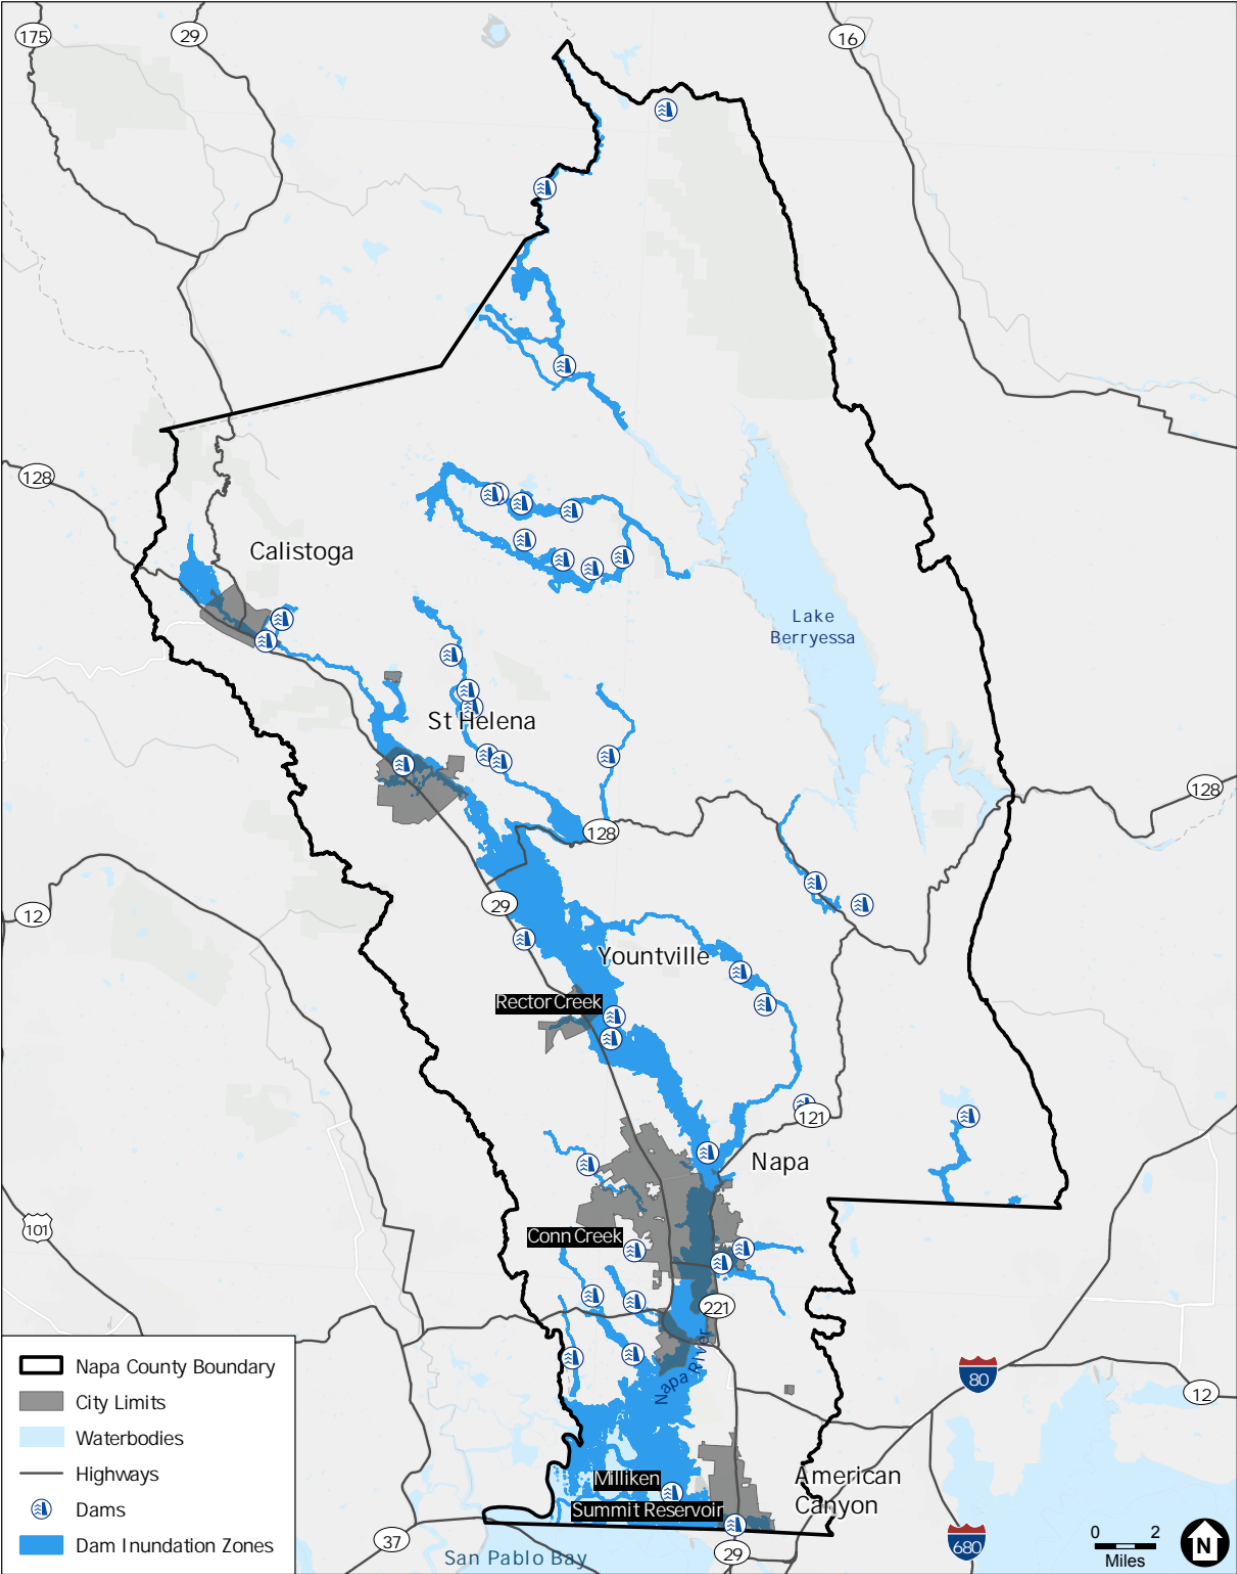 175
29
16
128
Calistoga
Lake
Berryessa
St Helena
128
128
12
29
Yountville
Rector Creek
121
Napa
101
Conn Creek
221
Napa River
80
12
Milliken
Summit Reservoir
American
Canyon
37
San Pablo Bay
29
680
Napa County Boundary
City Limits
Waterbodies
Highways
Dams
Dam Inundation Zones
0 2
Miles
N